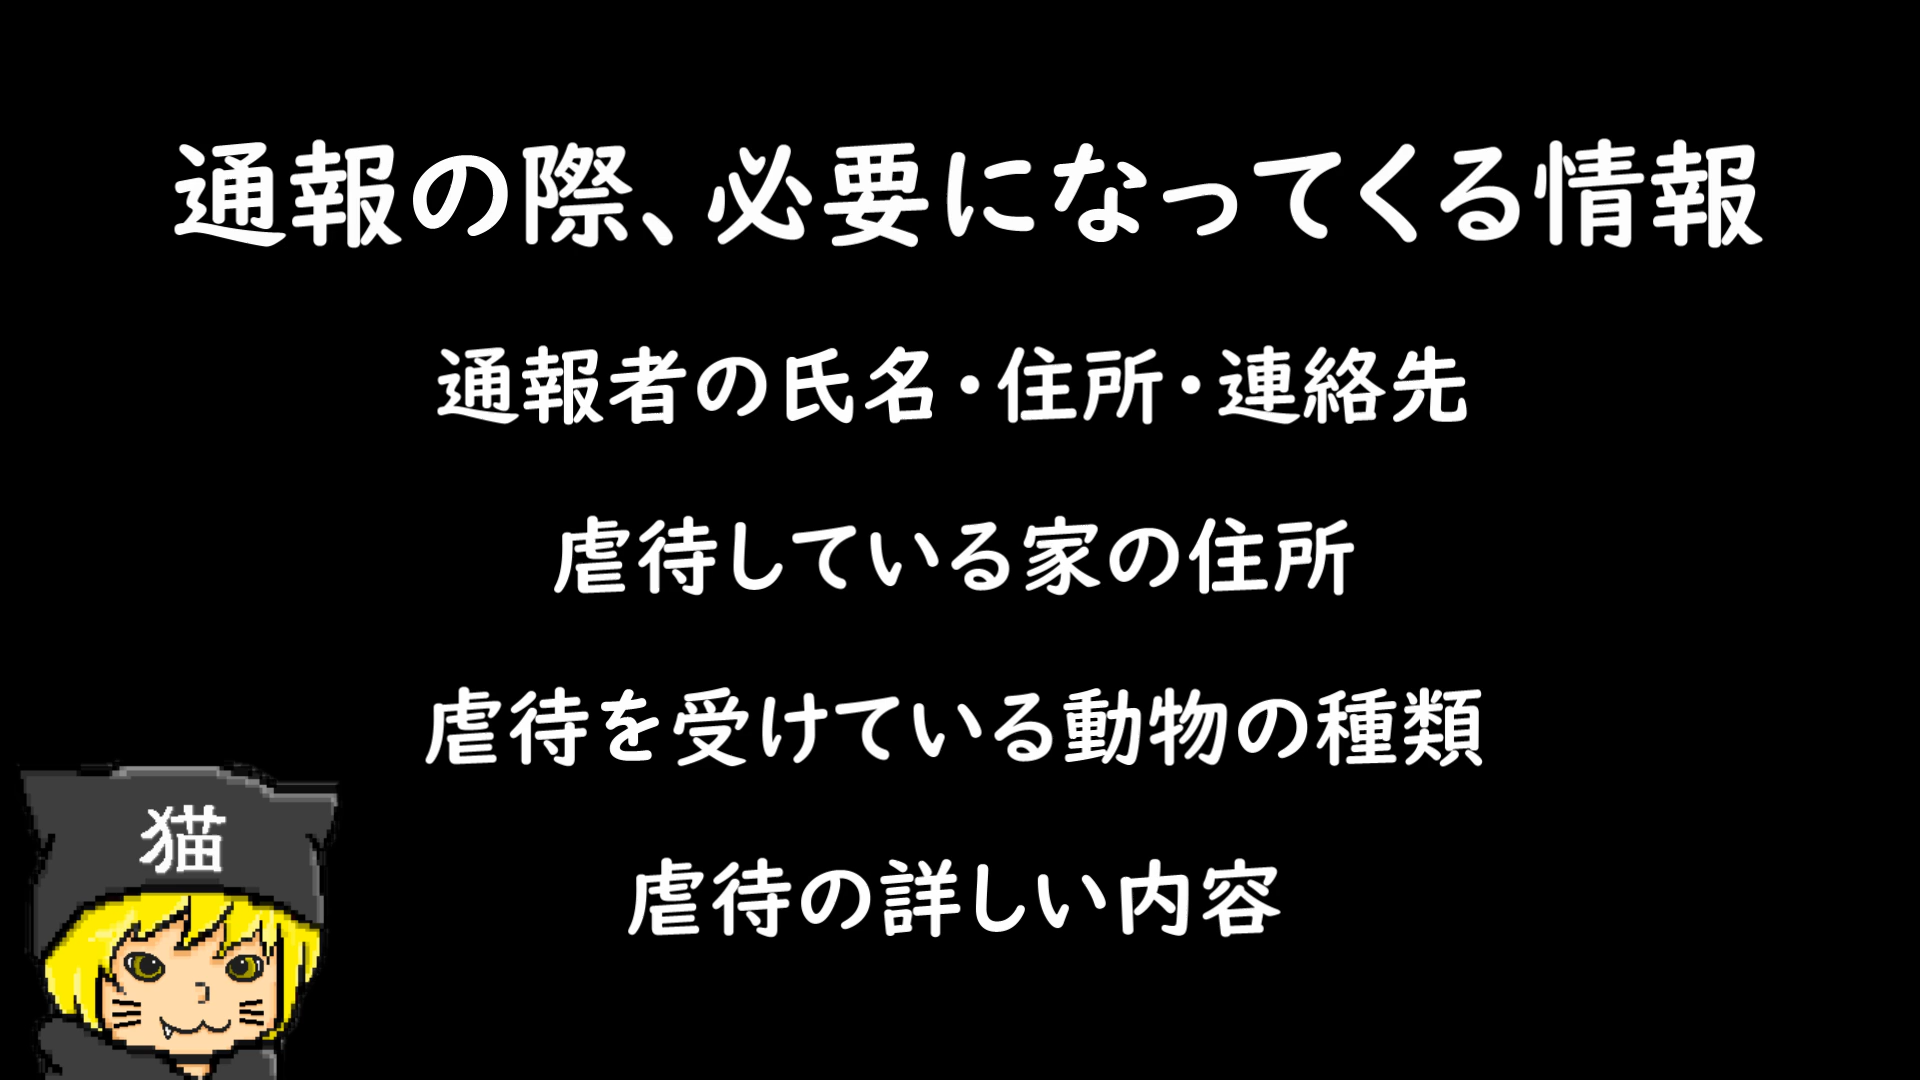 通報の際、必要になってくる情報
通報者の氏名・住所・連絡先
虐待している家の住所
虐待を受けている動物の種類
虐待の詳しい内容
猫